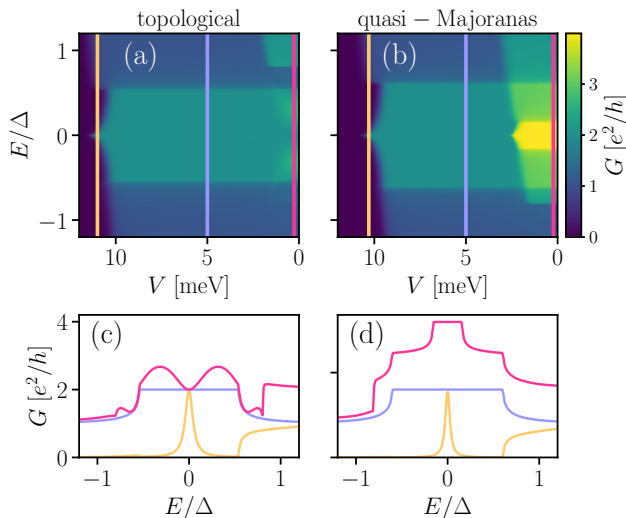 topological
quasi − Majoranas
(a)
(b)
E/Δ
1
0
−1
10
5
0
V [meV]
10
5
0
V [meV]
3
2
1
0
G [e²/h]
(c)
(d)
G [e²/h]
4
2
0
−1
0
1
E/Δ
−1
0
1
E/Δ